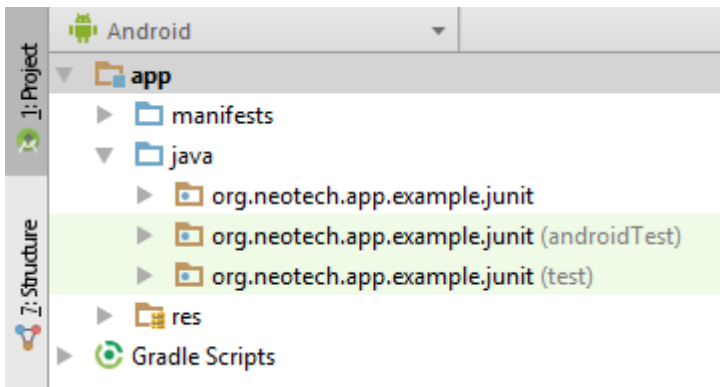 Android
1: Project
app
manifests
java
org.neotech.app.example.junit
org.neotech.app.example.junit (androidTest)
org.neotech.app.example.junit (test)
7: Structure
res
Gradle Scripts